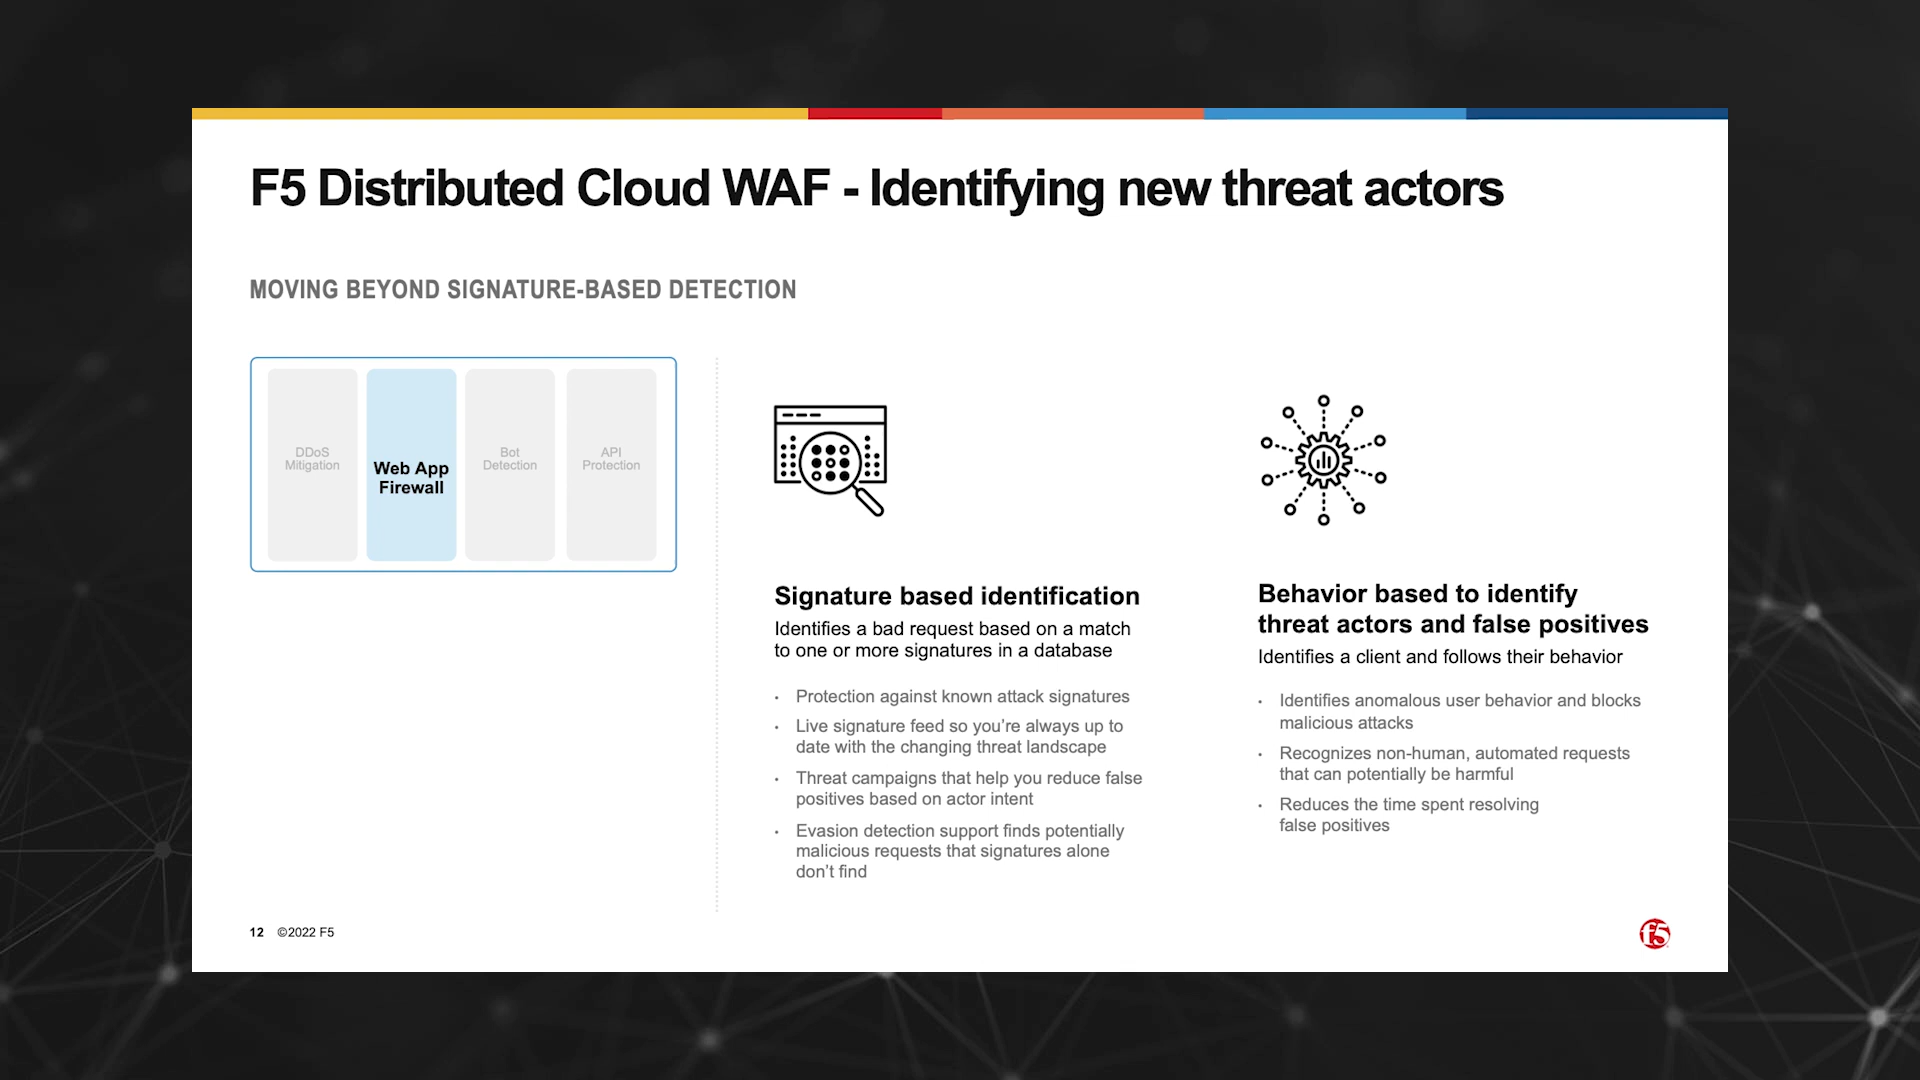 F5 Distributed Cloud WAF - Identifying new threat actors
MOVING BEYOND SIGNATURE-BASED DETECTION
DDoS
Mitigation
Web App
Firewall
Bot
Detection
API
Protection
Signature based identification
Identifies a bad request based on a match
to one or more signatures in a database
• Protection against known attack signatures
• Live signature feed so you’re always up to
date with the changing threat landscape
• Threat campaigns that help you reduce false
positives based on actor intent
• Evasion detection support finds potentially
malicious requests that signatures alone
don’t find
Behavior based to identify
threat actors and false positives
Identifies a client and follows their behavior
• Identifies anomalous user behavior and blocks
malicious attacks
• Recognizes non-human, automated requests
that can potentially be harmful
• Reduces the time spent resolving
false positives
12 ©2022 F5
f5